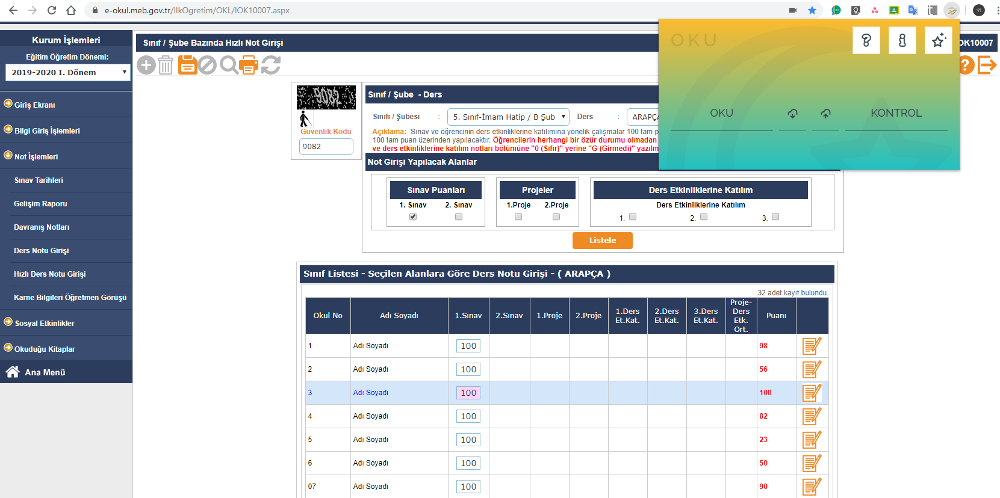 e-okul.meb.gov.tr/IlkOgretim/OKL/IOK10007.aspx
Kurum İşlemleri
Eğitim Öğretim Dönemi:
2019-2020 I. Dönem
Giriş Ekranı
Bilgi Giriş İşlemleri
Not İşlemleri
Sınav Tarihleri
Gelişim Raporu
Davranış Notları
Ders Notu Girişi
Hızlı Ders Notu Girişi
Karne Bilgileri Öğretmen Görüşü
Sosyal Etkinlikler
Okuduğu Kitaplar
Ana Menü
Sınıf / Şube Bazında Hızlı Not Girişi
OK10007
OKU
OKU
KONTROL
9082
Güvenlik Kodu
9082
Sınıf / Şube - Ders
Sınıfı / Şubesi : 5. Sınıf-İmam Hatip / B Şub Ders : ARAPÇA
Açıklama: Sınav ve öğrencinin ders etkinliklerine katılımına yönelik çalışmalar 100 tam p
100 tam puan üzerinden yapılacaktır. Öğrencilerin herhangi bir özür durumu olmadan
ve ders etkinliklerine katılım notları bölümüne "0 (Sıfır)" yerine "G (Girmedi)" yazılm
Not Girişi Yapılacak Alanlar
Sınav Puanları Projeler Ders Etkinliklerine Katılım
1. Sınav 2. Sınav 1.Proje 2.Proje Ders Etkinliklerine Katılım
1. 2. 3.
Listele
Sınıf Listesi - Seçilen Alanlara Göre Ders Notu Girişi - ( ARAPÇA )
32 adet kayıt bulundu.
Okul No Adı Soyadı 1.Sınav 2.Sınav 1.Proje 2.Proje 1.Ders Et.Kat. 2.Ders Et.Kat. 3.Ders Et.Kat. Proje-Ders Etk. Ort. Puanı
1 Adı Soyadı 100 98
2 Adı Soyadı 100 56
3 Adı Soyadı 100 100
4 Adı Soyadı 100 82
5 Adı Soyadı 100 23
6 Adı Soyadı 100 50
07 Adı Soyadı 100 90